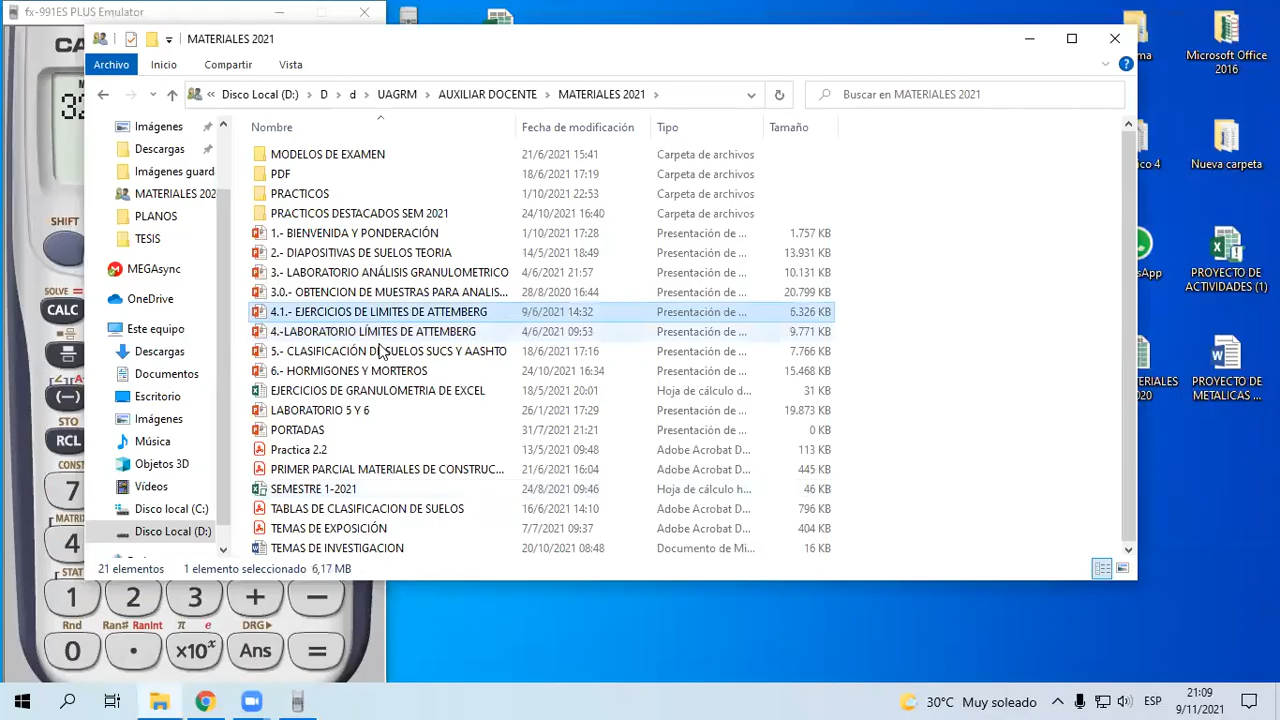 fx-991ES PLUS Emulator
MATERIALES 2021
Archivo Inicio Compartir Vista
« Disco Local (D:) > D > d > UAGRM > AUXILIAR DOCENTE > MATERIALES 2021 >
Buscar en MATERIALES 2021
Nombre Fecha de modificación Tipo Tamaño
Imágenes
Descargas
Imágenes guard
MATERIALES 202
PLANOS
TESIS
MEGAsync
OneDrive
Este equipo
Descargas
Documentos
Escritorio
Imágenes
Música
Objetos 3D
Vídeos
Disco local (C:)
Disco Local (D:)
MODELOS DE EXAMEN 21/6/2021 15:41 Carpeta de archivos
PDF 18/6/2021 17:19 Carpeta de archivos
PRACTICOS 1/10/2021 22:53 Carpeta de archivos
PRACTICOS DESTACADOS SEM 2021 24/10/2021 16:40 Carpeta de archivos
1.- BIENVENIDA Y PONDERACIÓN 1/10/2021 17:28 Presentación de ... 1.757 KB
2.- DIAPOSITIVAS DE SUELOS TEORIA 14/5/2021 18:49 Presentación de ... 13.931 KB
3.- LABORATORIO ANÁLISIS GRANULOMETRICO 4/6/2021 21:57 Presentación de ... 10.131 KB
3.0.- OBTENCION DE MUESTRAS PARA ANALIS... 28/8/2020 16:44 Presentación de ... 20.799 KB
4.1.- EJERCICIOS DE LIMITES DE ATTEMBERG 9/6/2021 14:32 Presentación de ... 6.326 KB
4.-LABORATORIO LÍMITES DE ATTEMBERG 4/6/2021 09:53 Presentación de ... 9.771 KB
5.- CLASIFICACIÓN DE SUELOS SUCS Y AASHTO 18/6/2021 17:16 Presentación de ... 7.766 KB
6.- HORMIGONES Y MORTEROS 24/10/2021 16:34 Presentación de ... 15.468 KB
EJERCICIOS DE GRANULOMETRIA DE EXCEL 18/5/2021 20:01 Hoja de cálculo d... 31 KB
LABORATORIO 5 Y 6 26/1/2021 17:29 Presentación de ... 19.873 KB
PORTADAS 31/7/2021 21:21 Presentación de ... 0 KB
Practica 2.2 13/5/2021 09:48 Adobe Acrobat D... 113 KB
PRIMER PARCIAL MATERIALES DE CONSTRUC... 21/6/2021 16:04 Adobe Acrobat D... 445 KB
SEMESTRE 1-2021 24/8/2021 09:46 Hoja de cálculo h... 46 KB
TABLAS DE CLASIFICACION DE SUELOS 16/6/2021 14:10 Adobe Acrobat D... 796 KB
TEMAS DE EXPOSICIÓN 7/7/2021 09:37 Adobe Acrobat D... 404 KB
TEMAS DE INVESTIGACION 20/10/2021 08:48 Documento de Mi... 16 KB
21 elementos 1 elemento seleccionado 6,17 MB
CA
32
SHIFT
SOLVE =
CALC
(−)
STO
RCL
CONST
7
MATRIX
4
1 2 3 + −
Rnd Ran# RanInt π e DRG▸
0 · ×10ˣ Ans =
ma
Microsoft Office
2016
ico 4
Nueva carpeta
tsApp
PROYECTO DE
ACTIVIDADES (1)
TERIALES
020
PROYECTO DE
METALICAS ...
30°C Muy soleado
ESP
21:09
9/11/2021